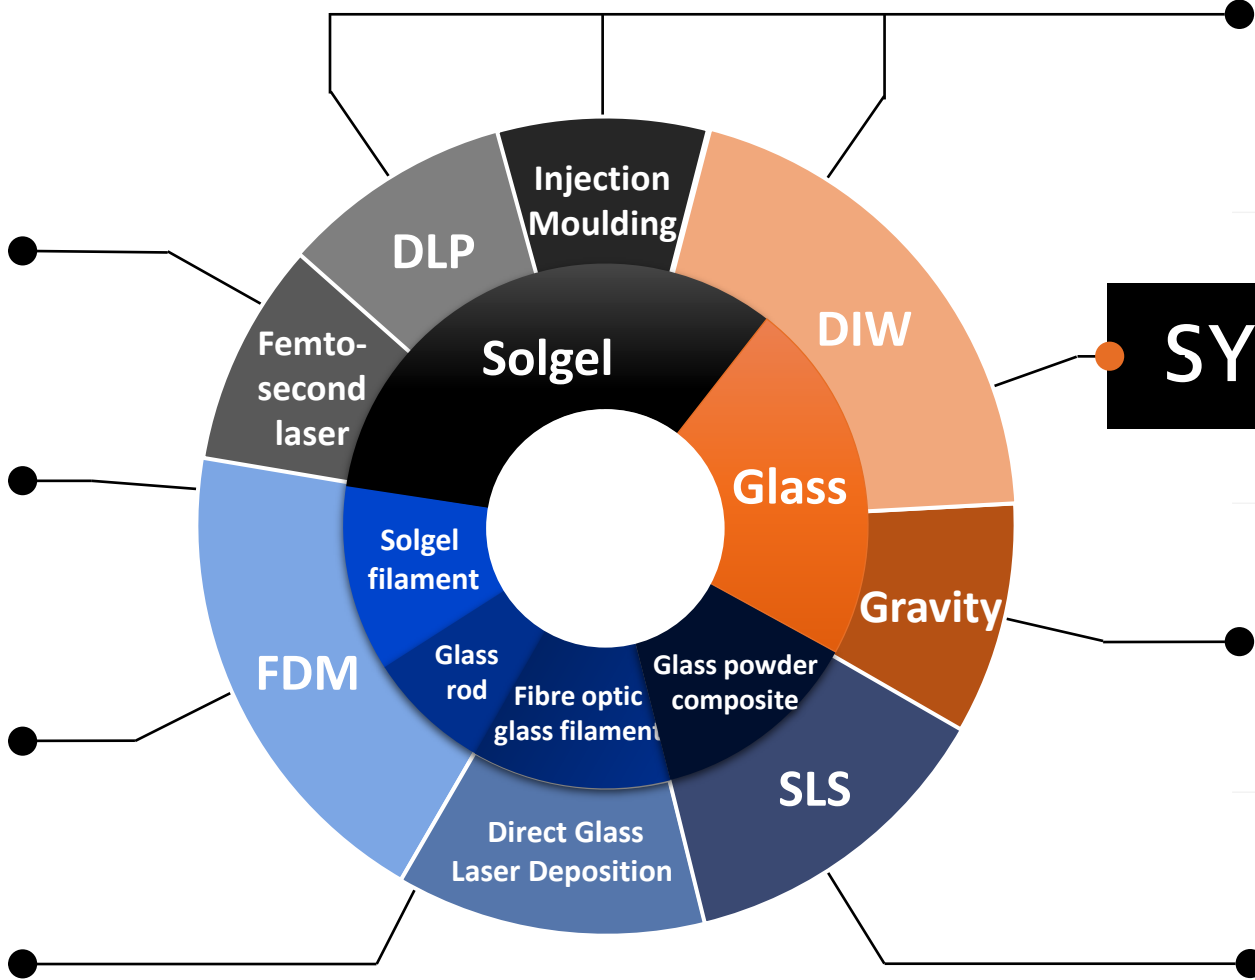 Injection
Moulding
DLP
DIW
Femto-
second
laser
Solgel
SY
Glass
Solgel
filament
Gravity
FDM
Glass
rod
Glass powder
composite
Fibre optic
glass filament
SLS
Direct Glass
Laser Deposition